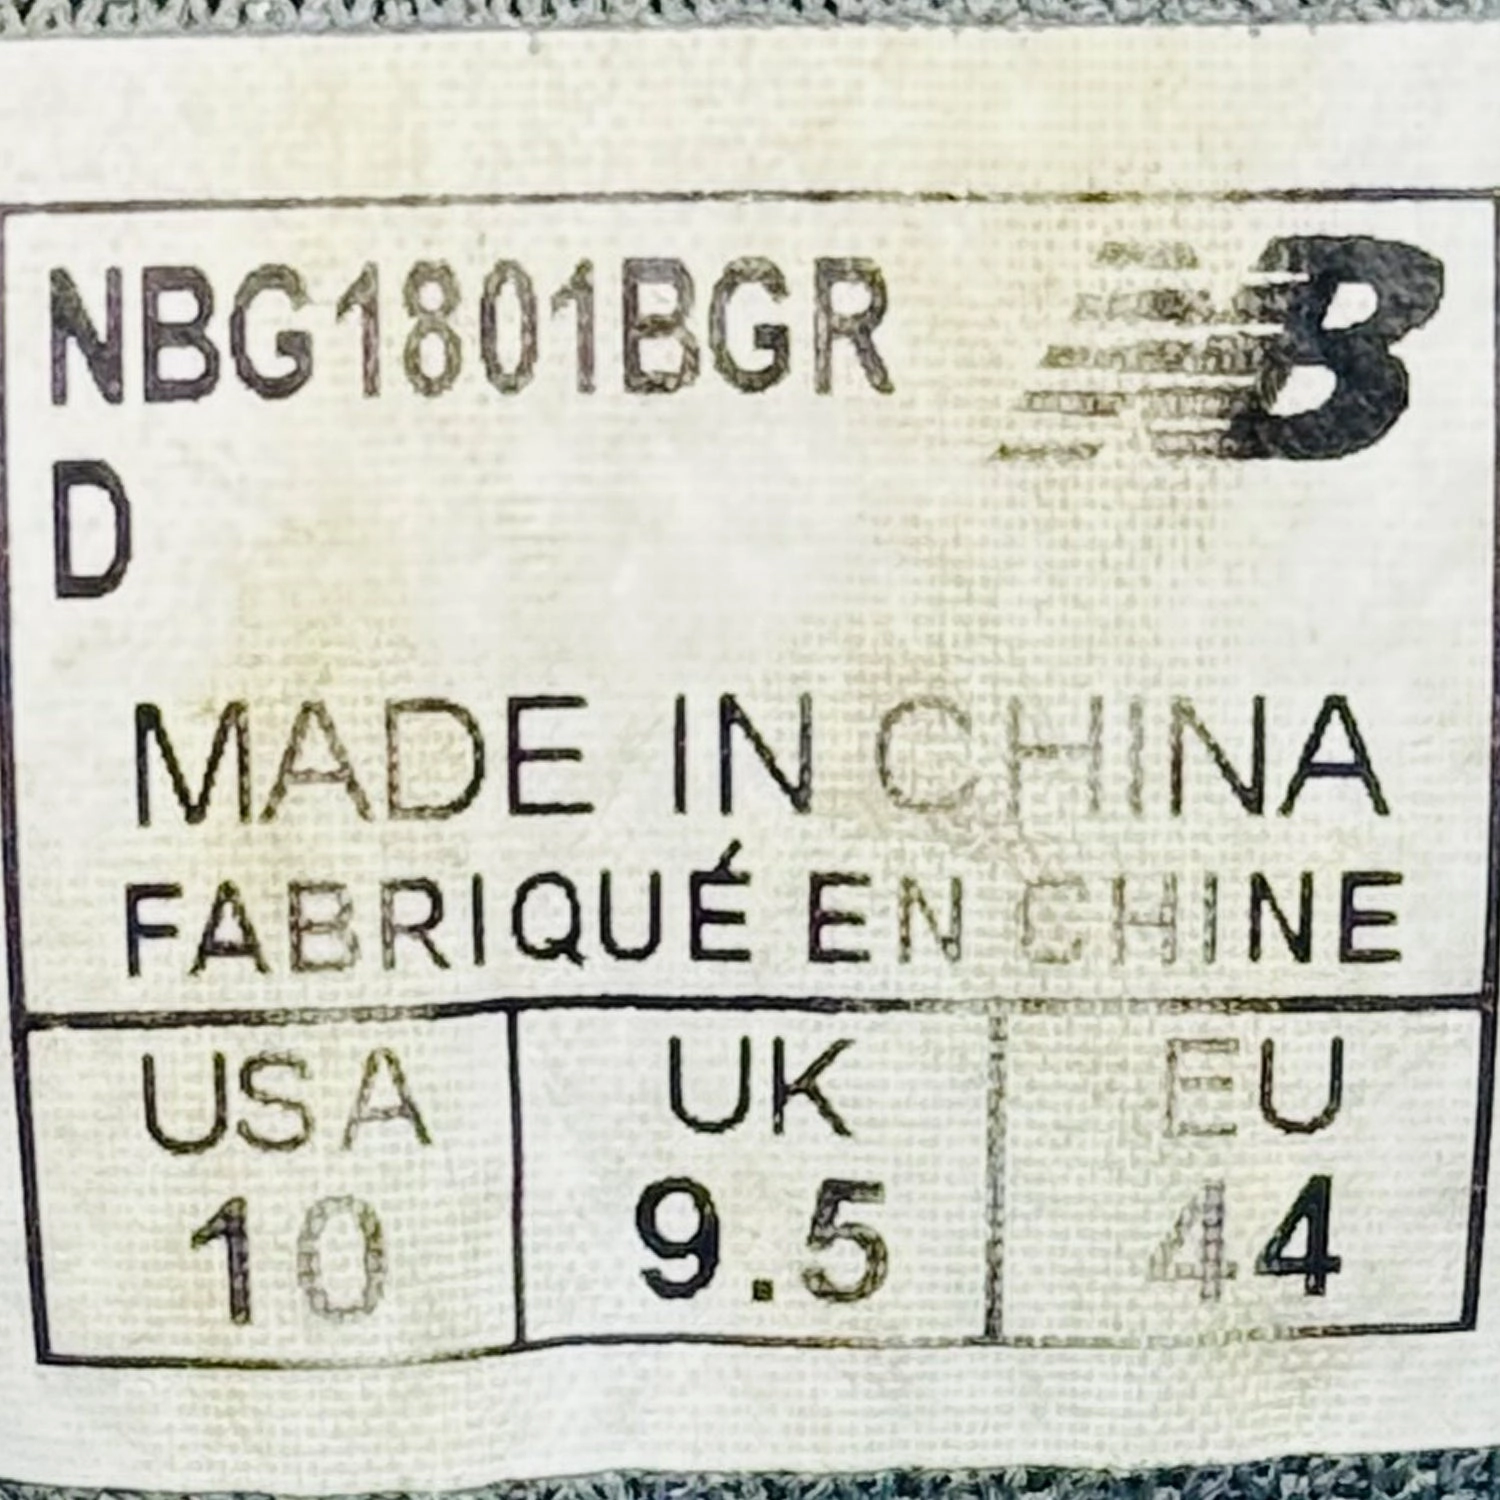 NBG1801BGR
D
MADE IN CHINA
FABRIQUÉ EN CHINE
USA UK EU
10 9.5 44